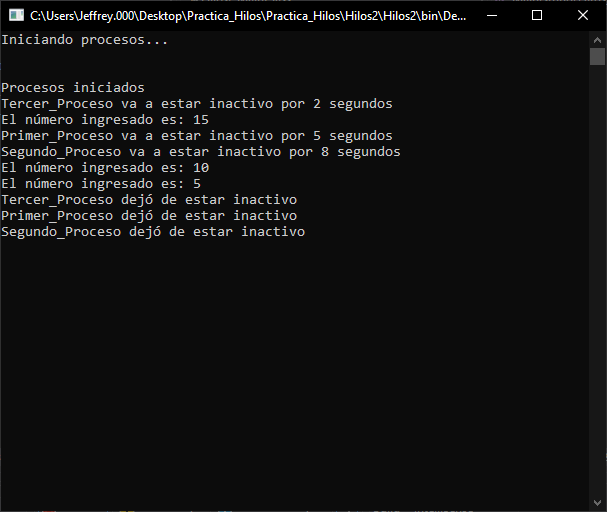 C:\Users\Jeffrey.000\Desktop\Practica_Hilos\Practica_Hilos\Hilos2\Hilos2\bin\De...
Iniciando procesos...
Procesos iniciados
Tercer_Proceso va a estar inactivo por 2 segundos
El número ingresado es: 15
Primer_Proceso va a estar inactivo por 5 segundos
Segundo_Proceso va a estar inactivo por 8 segundos
El número ingresado es: 10
El número ingresado es: 5
Tercer_Proceso dejó de estar inactivo
Primer_Proceso dejó de estar inactivo
Segundo_Proceso dejó de estar inactivo